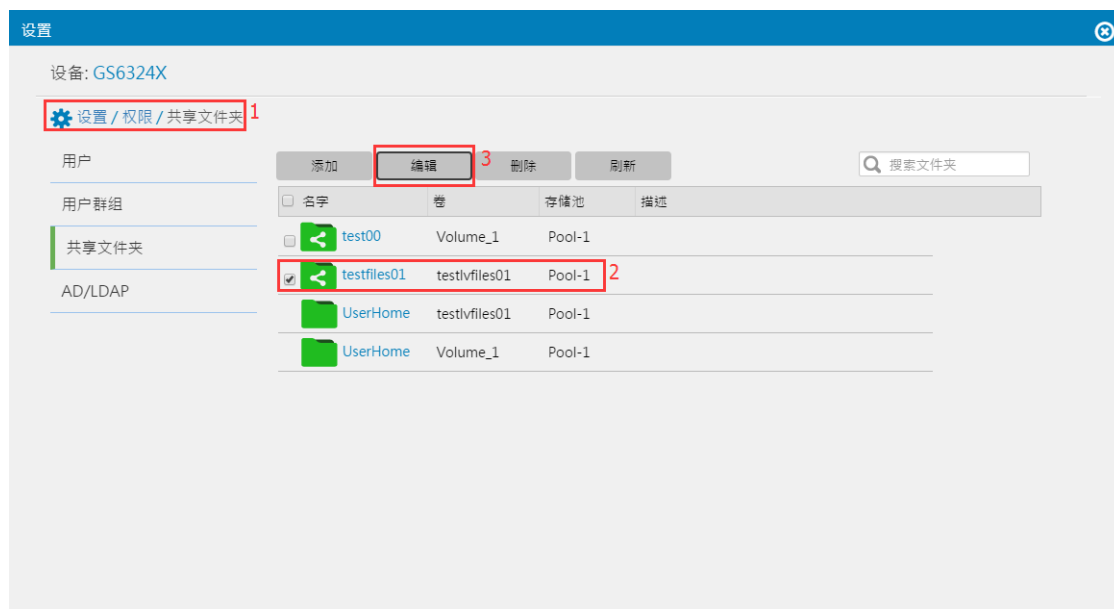 设置
设备: GS6324X
设置 / 权限 / 共享文件夹 1
用户
用户群组
共享文件夹
AD/LDAP
添加 编辑 3 删除 刷新 搜索文件夹
名字 卷 存储池 描述
test00 Volume_1 Pool-1
testfiles01 testlvfiles01 Pool-1 2
UserHome testlvfiles01 Pool-1
UserHome Volume_1 Pool-1